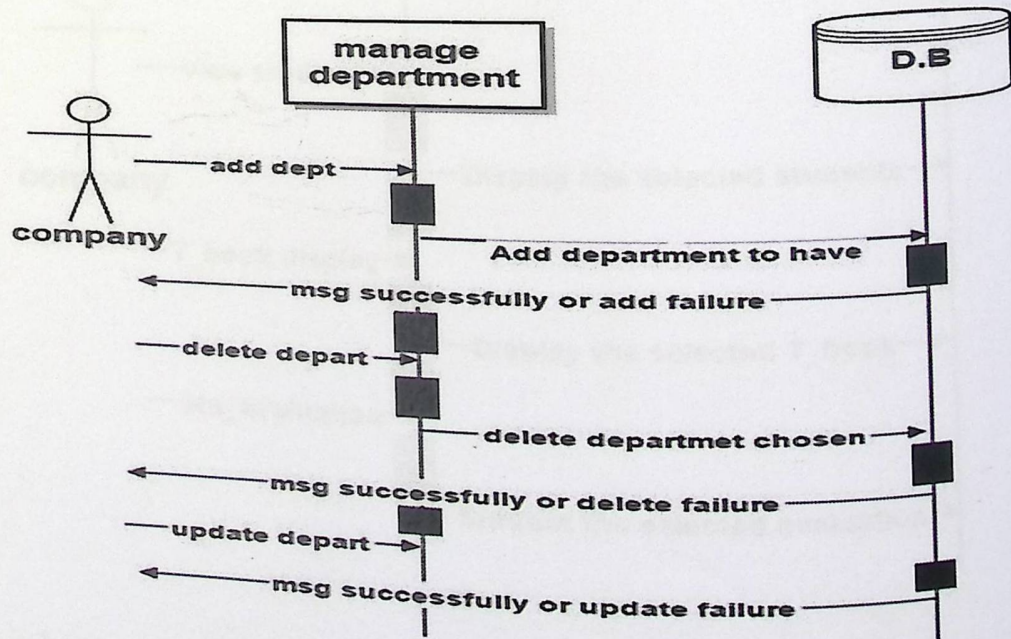 manage
department
D.B
add dept
company
Add department to have
msg successfully or add failure
delete depart
delete departmet chosen
msg successfully or delete failure
update depart
msg successfully or update failure